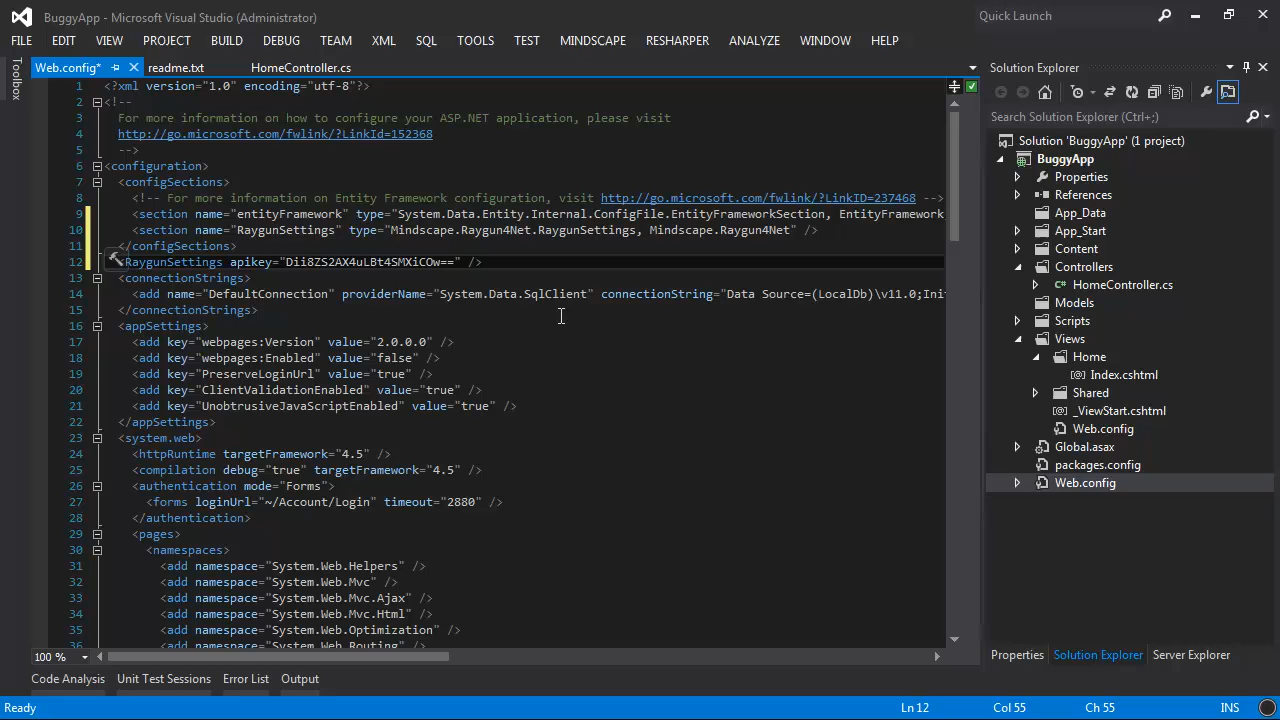 BuggyApp - Microsoft Visual Studio (Administrator)
Quick Launch
FILE EDIT VIEW PROJECT BUILD DEBUG TEAM XML SQL TOOLS TEST MINDSCAPE RESHARPER ANALYZE WINDOW HELP
Toolbox
Web.config* readme.txt HomeController.cs
1 <?xml version="1.0" encoding="utf-8"?>
2 <!--
3 For more information on how to configure your ASP.NET application, please visit
4 http://go.microsoft.com/fwlink/?LinkId=152368
5 -->
6 <configuration>
7 <configSections>
8 <!-- For more information on Entity Framework configuration, visit http://go.microsoft.com/fwlink/?LinkID=237468 -->
9 <section name="entityFramework" type="System.Data.Entity.Internal.ConfigFile.EntityFrameworkSection, EntityFramework
10 <section name="RaygunSettings" type="Mindscape.Raygun4Net.RaygunSettings, Mindscape.Raygun4Net" />
11 </configSections>
12 RaygunSettings apikey="Dii8ZS2AX4uLBt4SMXiCOw==" />
13 <connectionStrings>
14 <add name="DefaultConnection" providerName="System.Data.SqlClient" connectionString="Data Source=(LocalDb)\v11.0;Ini
15 </connectionStrings>
16 <appSettings>
17 <add key="webpages:Version" value="2.0.0.0" />
18 <add key="webpages:Enabled" value="false" />
19 <add key="PreserveLoginUrl" value="true" />
20 <add key="ClientValidationEnabled" value="true" />
21 <add key="UnobtrusiveJavaScriptEnabled" value="true" />
22 </appSettings>
23 <system.web>
24 <httpRuntime targetFramework="4.5" />
25 <compilation debug="true" targetFramework="4.5" />
26 <authentication mode="Forms">
27 <forms loginUrl="~/Account/Login" timeout="2880" />
28 </authentication>
29 <pages>
30 <namespaces>
31 <add namespace="System.Web.Helpers" />
32 <add namespace="System.Web.Mvc" />
33 <add namespace="System.Web.Mvc.Ajax" />
34 <add namespace="System.Web.Mvc.Html" />
35 <add namespace="System.Web.Optimization" />
36 <add namespace="System.Web.Routing" />
100 %
Solution Explorer
Search Solution Explorer (Ctrl+;)
Solution 'BuggyApp' (1 project)
BuggyApp
Properties
References
App_Data
App_Start
Content
Controllers
HomeController.cs
Models
Scripts
Views
Home
Index.cshtml
Shared
_ViewStart.cshtml
Web.config
Global.asax
packages.config
Web.config
Properties Solution Explorer Server Explorer
Code Analysis Unit Test Sessions Error List Output
Ready Ln 12 Col 55 Ch 55 INS